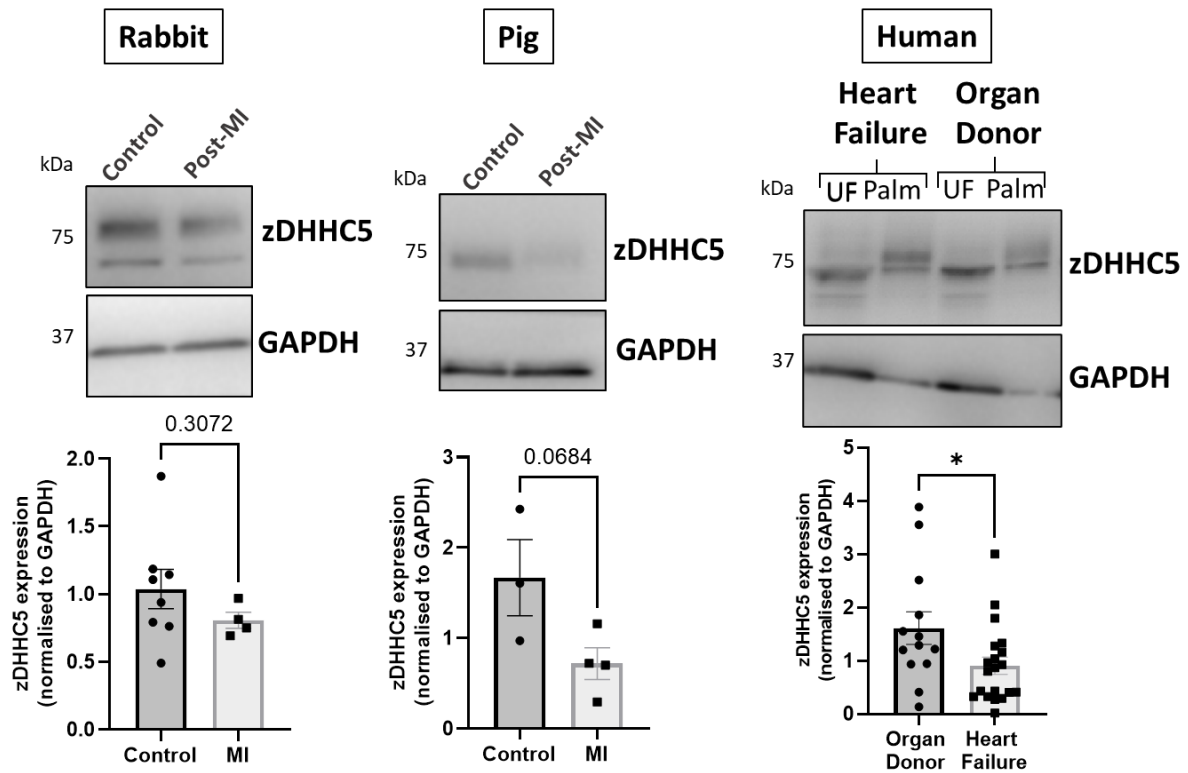 Rabbit
Control
Post-MI
kDa
75
zDHHC5
37
GAPDH
0.3072
zDHHC5 expression
(normalised to GAPDH)
2.0
1.5
1.0
0.5
0.0
Control
MI
Pig
Control
Post-MI
kDa
75
zDHHC5
37
GAPDH
0.0684
zDHHC5 expression
(normalised to GAPDH)
3
2
1
0
Control
MI
Human
Heart Failure
Organ Donor
kDa
UF Palm UF Palm
75
zDHHC5
37
GAPDH
*
zDHHC5 expression
(normalised to GAPDH)
5
4
3
2
1
0
Organ Donor
Heart Failure